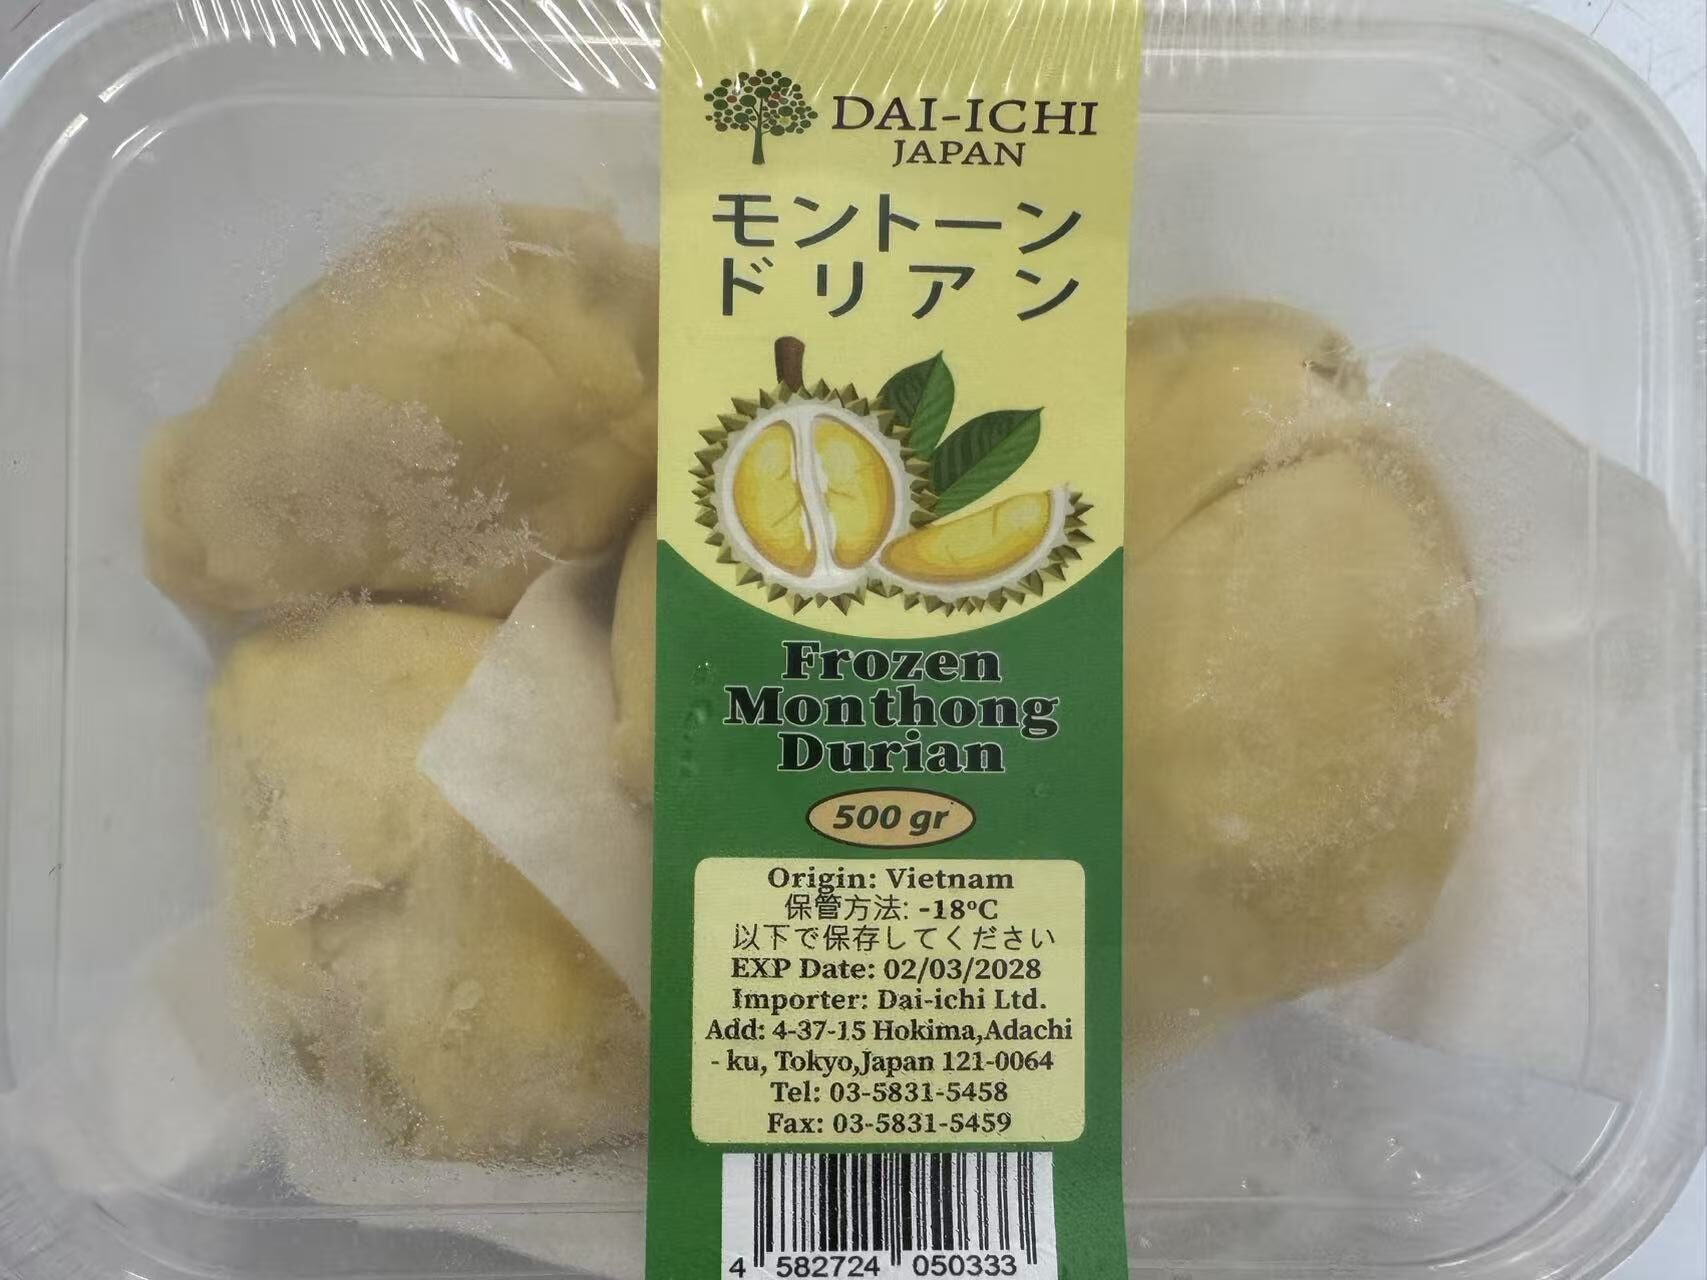 DAI-ICHI
JAPAN
モントーン
ドリアン
Frozen
Monthong
Durian
500 gr
Origin: Vietnam
保管方法: -18°C
以下で保存してください
EXP Date: 02/03/2028
Importer: Dai-ichi Ltd.
Add: 4-37-15 Hokima,Adachi
- ku, Tokyo,Japan 121-0064
Tel: 03-5831-5458
Fax: 03-5831-5459
4 582724 050333